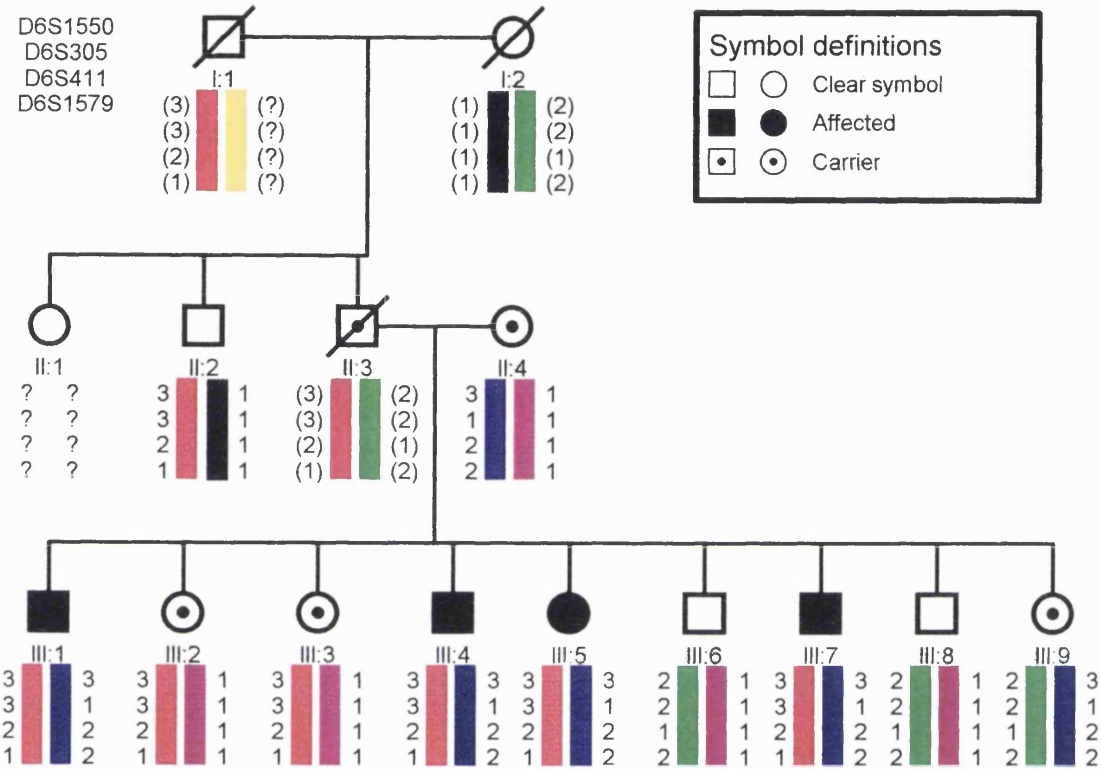 D6S1550
D6S305
D6S411
D6S1579
Symbol definitions
Clear symbol
Affected
Carrier
I:1 I:2
(3) (?) (1) (2)
(3) (?) (1) (2)
(2) (?) (1) (1)
(1) (?) (1) (2)
II:1 II:2 II:3 II:4
? ? 3 1 (3) (2) 3 1
? ? 3 1 (3) (2) 1 1
? ? 2 1 (2) (1) 2 1
? ? 1 1 (1) (2) 2 1
III:1 III:2 III:3 III:4 III:5 III:6 III:7 III:8 III:9
3 3 3 1 3 1 3 3 3 3 2 1 3 3 2 1 2 3
3 1 3 1 3 1 3 1 3 1 2 1 3 1 2 1 2 1
2 2 2 1 2 1 2 2 2 2 1 1 2 2 1 1 1 2
1 2 1 1 1 1 1 2 1 2 2 1 1 2 2 1 2 2